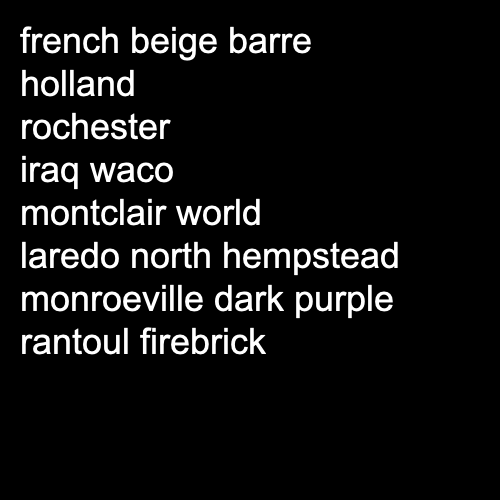 french beige barre
holland
rochester
iraq waco
montclair world
laredo north hempstead
monroeville dark purple
rantoul firebrick